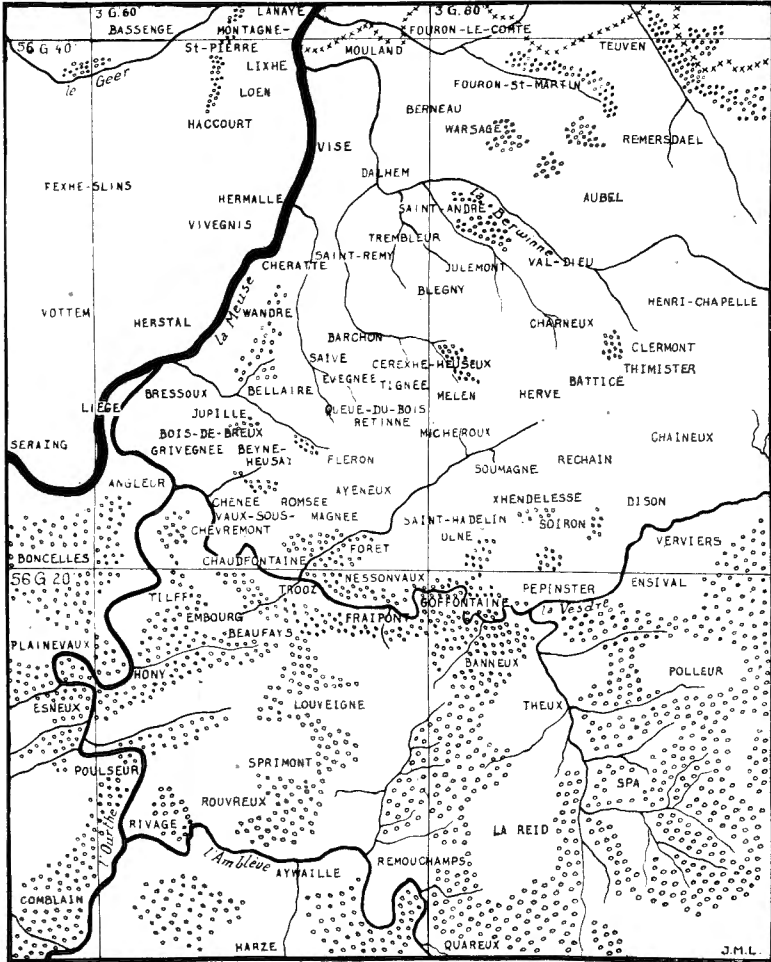 3 G. 60'
3 G. 80'
LANAYE
BASSENGE
MONTAGNE-
ST-PIERRE
FOURON-LE-COMTE
56 G 40'
MOULAND
TEUVEN
LIXHE
le Geer
LOEN
FOURON-ST-MARTIN
BERNEAU
HACCOURT
WARSAGE
REMERSDAEL
VISE
DALHEM
FEXHE-SLINS
HERMALLE
AUBEL
SAINT-ANDRÉ
La Berwinne
VIVEGNIS
TREMBLEUR
SAINT-REMY
CHERATTE
JULEMONT
VAL-DIEU
BLEGNY
HENRI-CHAPELLE
VOTTEM
HERSTAL
la Meuse
WANDRE
CHARNEUX
BARCHON
CLERMONT
SAIVE
CEREXHE-HEUSEUX
THIMISTER
EVEGNEE
TIGNEE
BATTICE
BRESSOUX
BELLAIRE
MELEN
HERVE
LIÈGE
JUPILLE
QUEUE-DU-BOIS
RETINNE
BOIS-DE-BREUX
MICHEROUX
CHAINEUX
SERAING
GRIVEGNÉE
BEYNE-
HEUSAY
FLERON
SOUMAGNE
RECHAIN
ANGLEUR
AYENEUX
CHENÉE
ROMSEE
XHENDELESSE
DISON
VAUX-SOUS-
CHÈVREMONT
MAGNEE
SAINT-HADELIN
OLNE
SOIRON
VERVIERS
BONCELLES
FORET
CHAUDFONTAINE
56 G 20'
NESSONVAUX
ENSIVAL
TILFF
TROOZ
PEPINSTER
GOFFONTAINE
la Vesdre
EMBOURG
FRAIPONT
BEAUFAYS
PLAINEVAUX
BANNEUX
HONY
POLLEUR
ESNEUX
LOUVEIGNE
THEUX
SPRIMONT
POULSEUR
SPA
ROUVREUX
RIVAGE
LA REID
l'Ourthe
l'Amblève
AYWAILLE
REMOUCHAMPS
COMBLAIN
HARZE
QUAREUX
J.M.L.